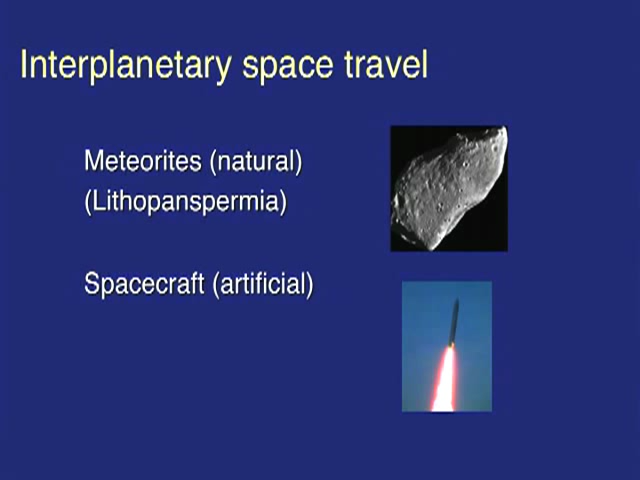 Interplanetary space travel
Meteorites (natural)
(Lithopanspermia)
Spacecraft (artificial)